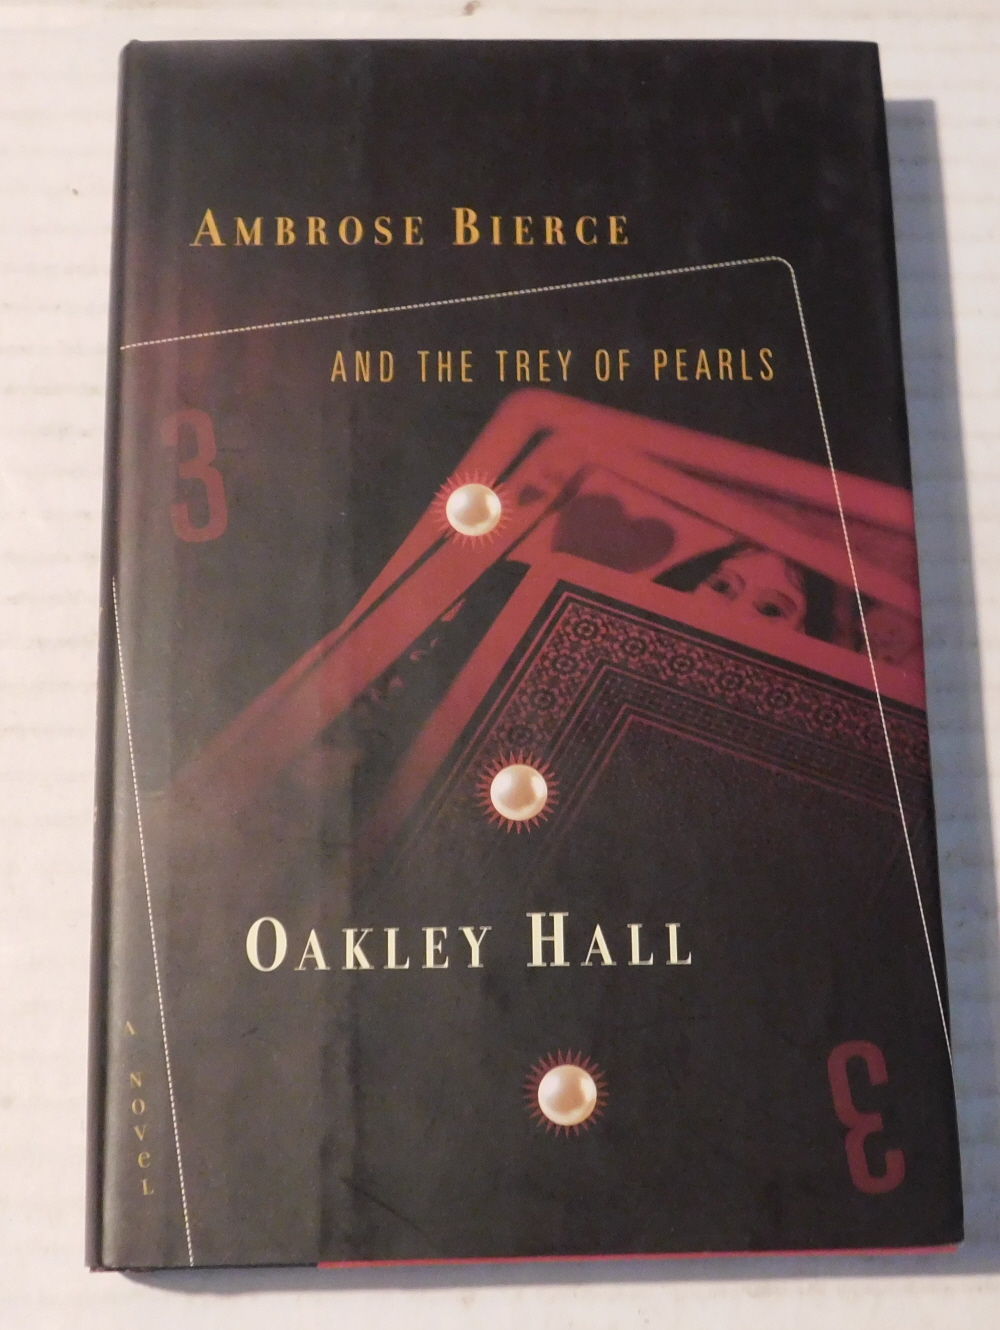 AMBROSE BIERCE
AND THE TREY OF PEARLS
3
OAKLEY HALL
A NOVEL
3